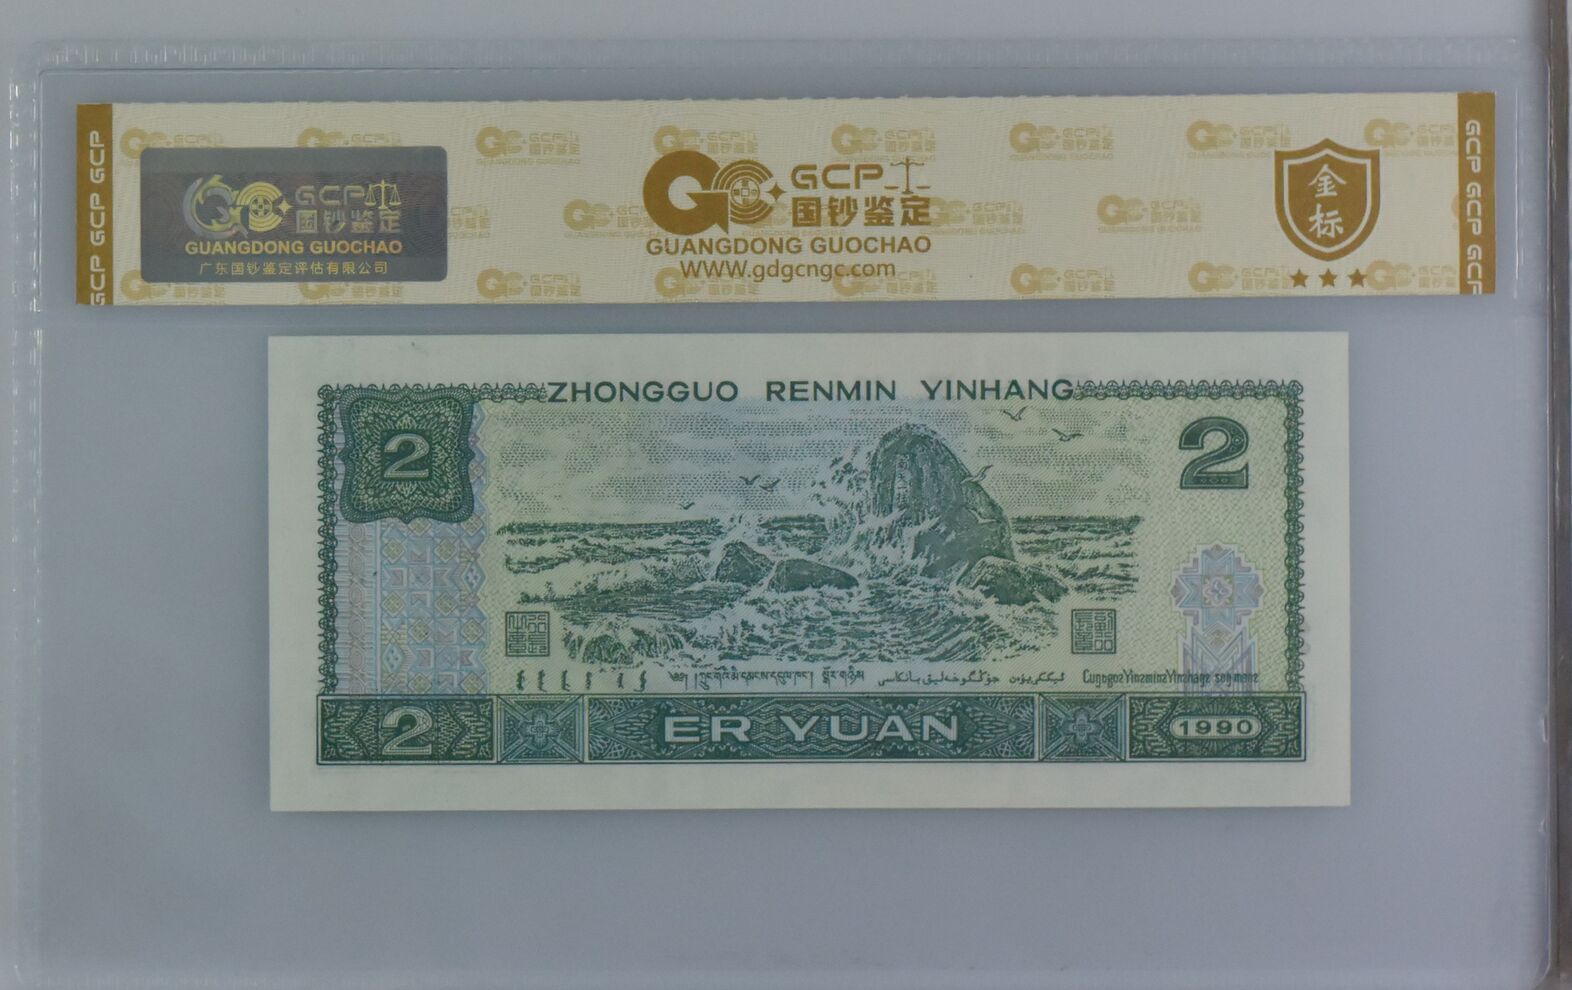 GCP GCP GCP
GCP
国钞鉴定
GUANGDONG GUOCHAO
广东国钞鉴定评估有限公司
GCP
国钞鉴定
GUANGDONG GUOCHAO
WWW.gdgcngc.com
金标
GCP GCP GCP
ZHONGGUO RENMIN YINHANG
2
2
2
ER YUAN
1990